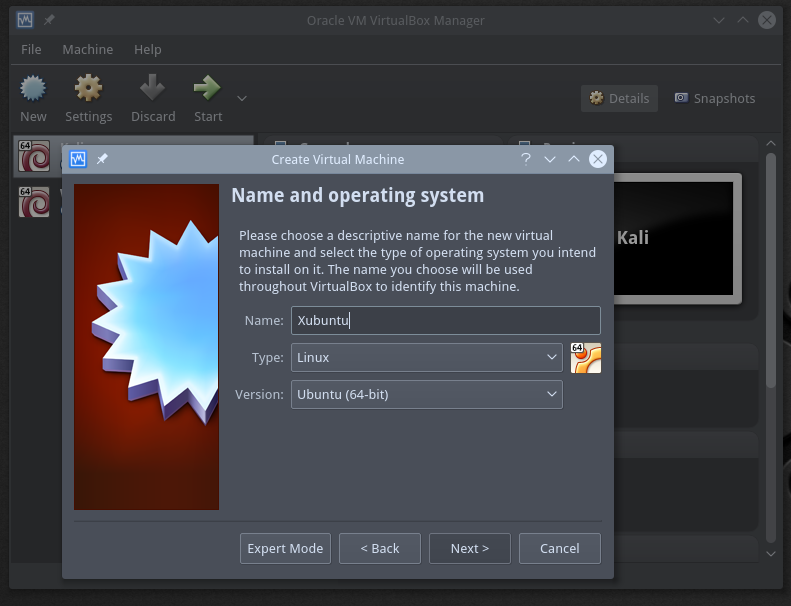 Oracle VM VirtualBox Manager
File Machine Help
New Settings Discard Start Details Snapshots
64
64
Create Virtual Machine
Name and operating system
Please choose a descriptive name for the new virtual
machine and select the type of operating system you intend
to install on it. The name you choose will be used
throughout VirtualBox to identify this machine.
Kali
Name: Xubuntu
Type: Linux 64
Version: Ubuntu (64-bit)
Expert Mode < Back Next > Cancel